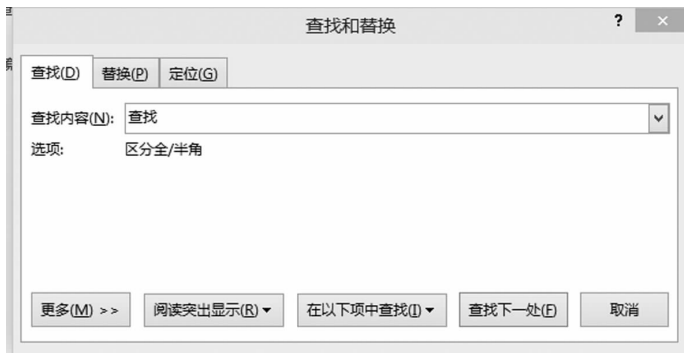 查找和替换 ? ×
查找(D) 替换(P) 定位(G)
查找内容(N): 查找
选项: 区分全/半角
更多(M) >> 阅读突出显示(R) 在以下项中查找(I) 查找下一处(F) 取消